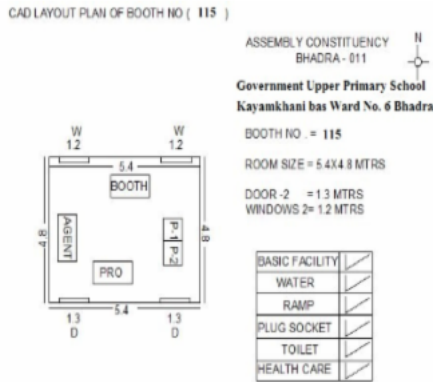 CAD LAYOUT PLAN OF BOOTH NO ( 115 )
ASSEMBLY CONSTITUENCY
BHADRA - 011
N
Government Upper Primary School
Kayamkhani bas Ward No. 6 Bhadra
BOOTH NO . = 115
ROOM SIZE = 5.4X4.8 MTRS
DOOR -2 = 1.3 MTRS
WINDOWS 2= 1.2 MTRS
W W
1.2 1.2
5.4
BOOTH
4.8
AGENT
P-1
P-2
4.8
PRO
5.4
1.3 1.3
D D
BASIC FACILITY
WATER
RAMP
PLUG SOCKET
TOILET
HEALTH CARE